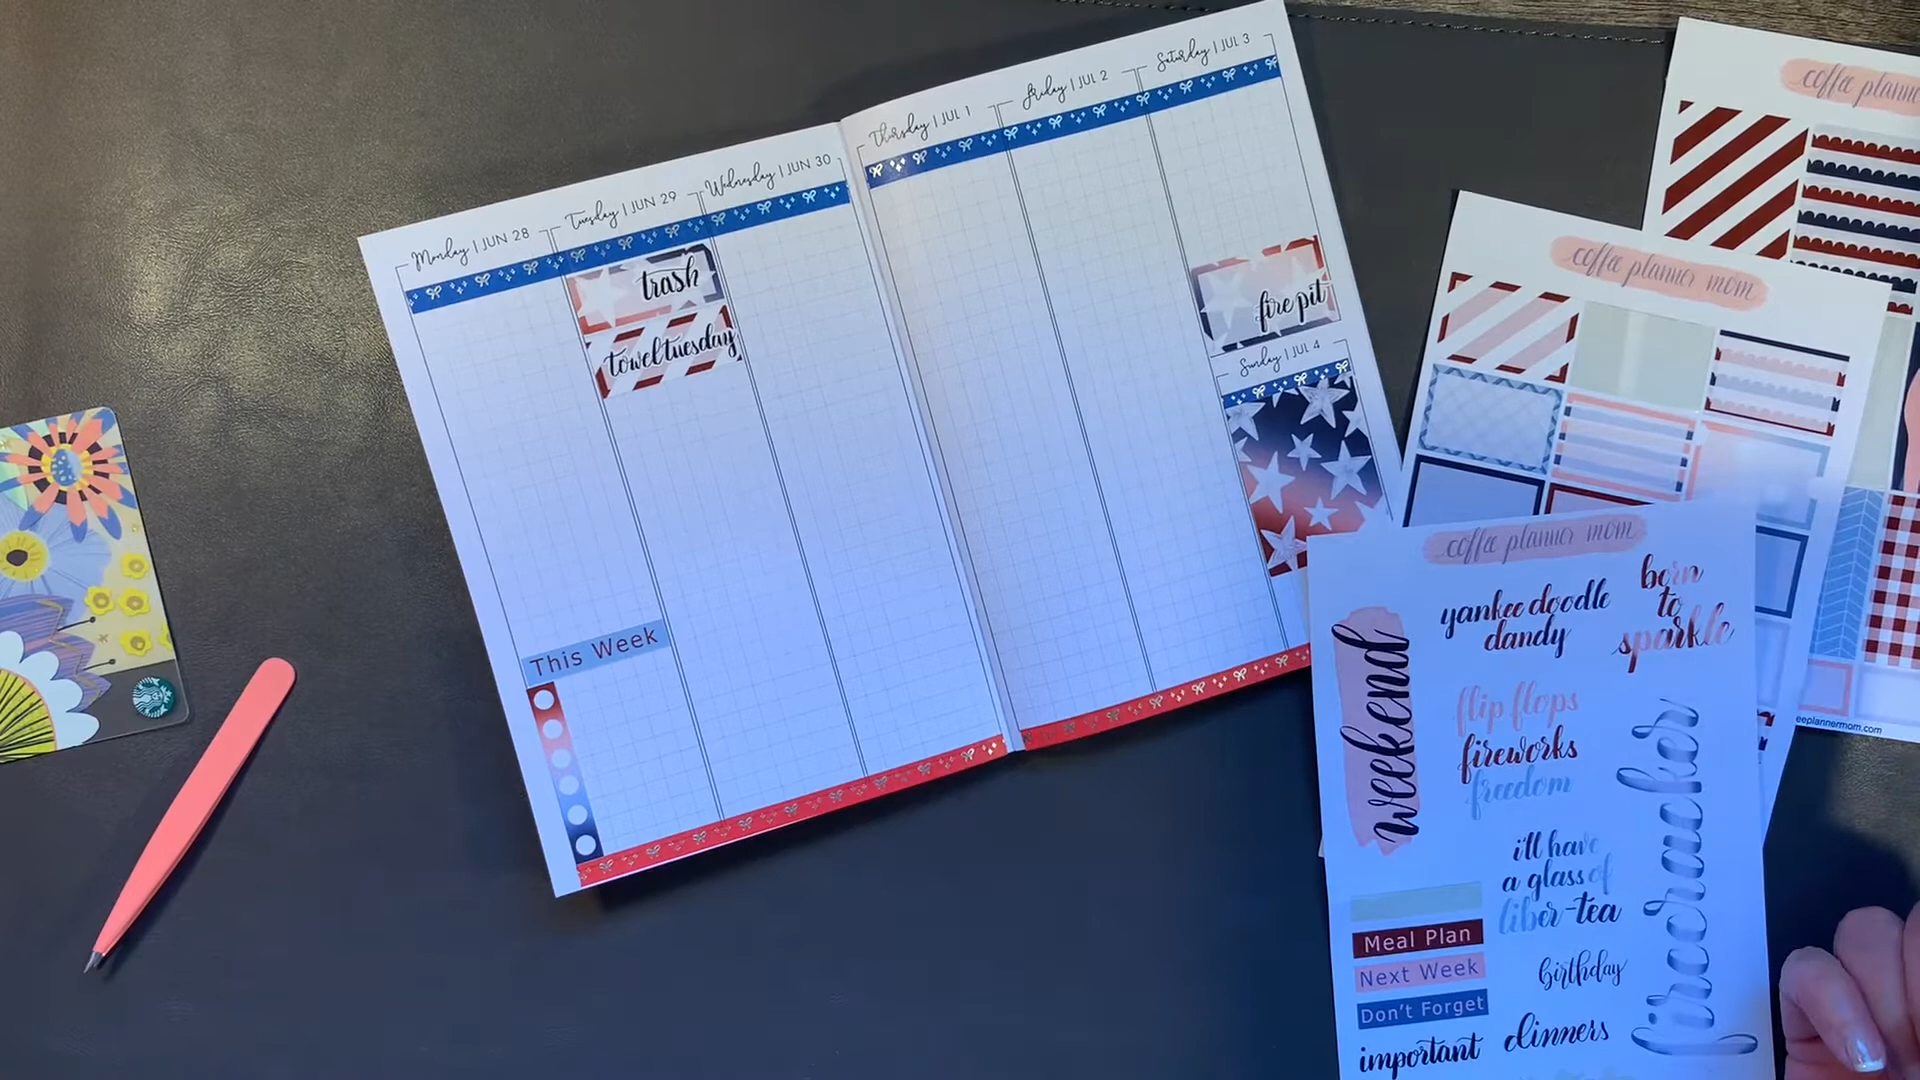 Monday | JUN 28
Tuesday | JUN 29
Wednesday | JUN 30
Thursday | JUL 1
Friday | JUL 2
Saturday | JUL 3
trash
towel tuesday
fire pit
Sunday | JUL 4
This Week
coffee planne
coffee planner mom
eeplannermom.com
coffee planner mom
weekend
yankee doodle
dandy
born
to
sparkle
flip flops
fireworks
freedom
i'll have
a glass of
liber-tea
firecracker
Meal Plan
Next Week
Don't Forget
birthday
important
dinners